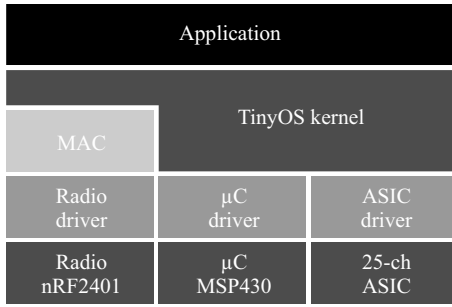 Application
TinyOS kernel
MAC
Radio
driver
µC
driver
ASIC
driver
Radio
nRF2401
µC
MSP430
25-ch
ASIC